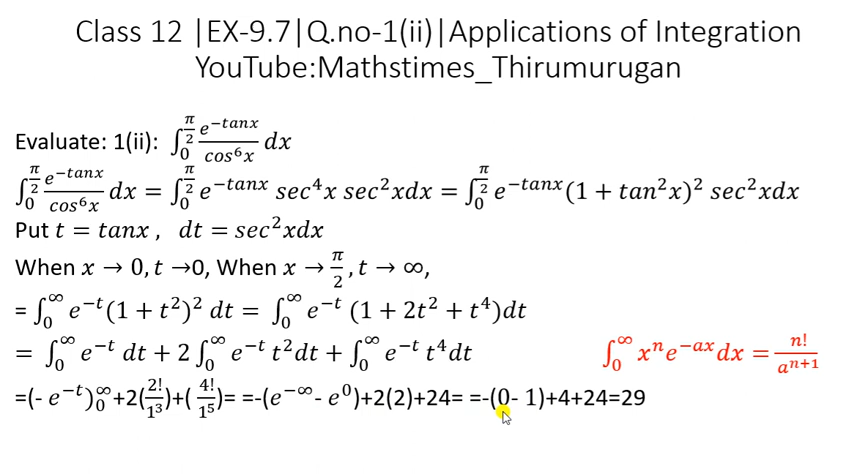 Class 12 |EX-9.7|Q.no-1(ii)|Applications of Integration
YouTube:Mathstimes_Thirumurugan
Evaluate: 1(ii): ∫₀^(π/2) e^(−tanx)/cos⁶x dx
∫₀^(π/2) e^(−tanx)/cos⁶x dx = ∫₀^(π/2) e^(−tanx) sec⁴x sec²xdx = ∫₀^(π/2) e^(−tanx)(1 + tan²x)² sec²xdx
Put t = tanx , dt = sec²xdx
When x → 0, t →0, When x → π/2 , t → ∞,
= ∫₀^∞ e^(−t)(1 + t²)² dt = ∫₀^∞ e^(−t) (1 + 2t² + t⁴)dt
= ∫₀^∞ e^(−t) dt + 2 ∫₀^∞ e^(−t) t²dt + ∫₀^∞ e^(−t) t⁴dt
∫₀^∞ xⁿe^(−ax)dx = n!/a^(n+1)
=(- e^(−t))₀^∞+2(2!/1³)+( 4!/1⁵)= =-(e^(−∞)- e⁰)+2(2)+24= =-(0- 1)+4+24=29